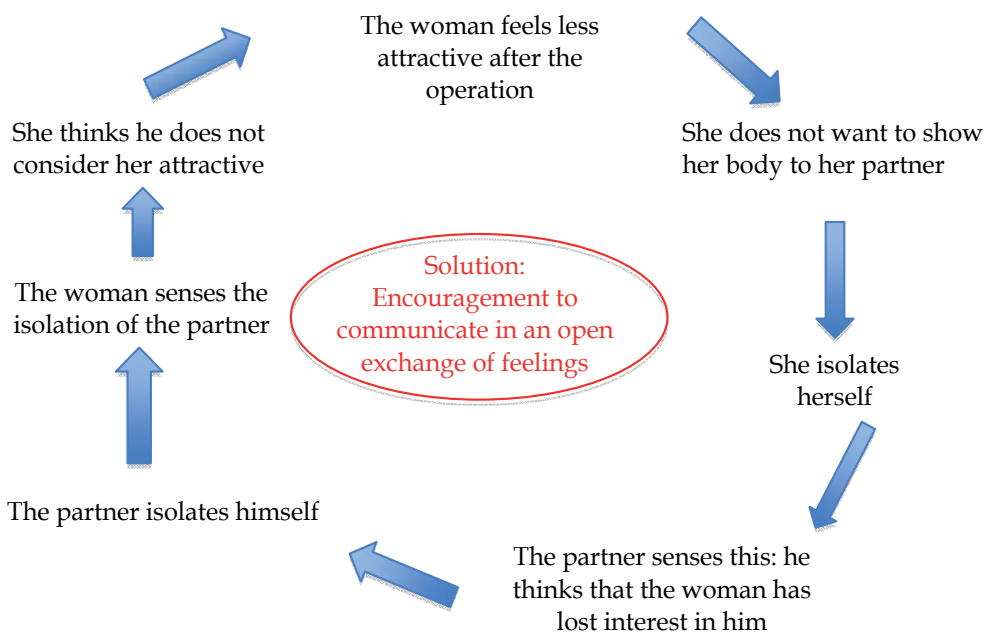 The woman feels less
attractive after the
operation
She does not want to show
her body to her partner
She isolates
herself
The partner senses this: he
thinks that the woman has
lost interest in him
The partner isolates himself
The woman senses the
isolation of the partner
She thinks he does not
consider her attractive
Solution:
Encouragement to
communicate in an open
exchange of feelings